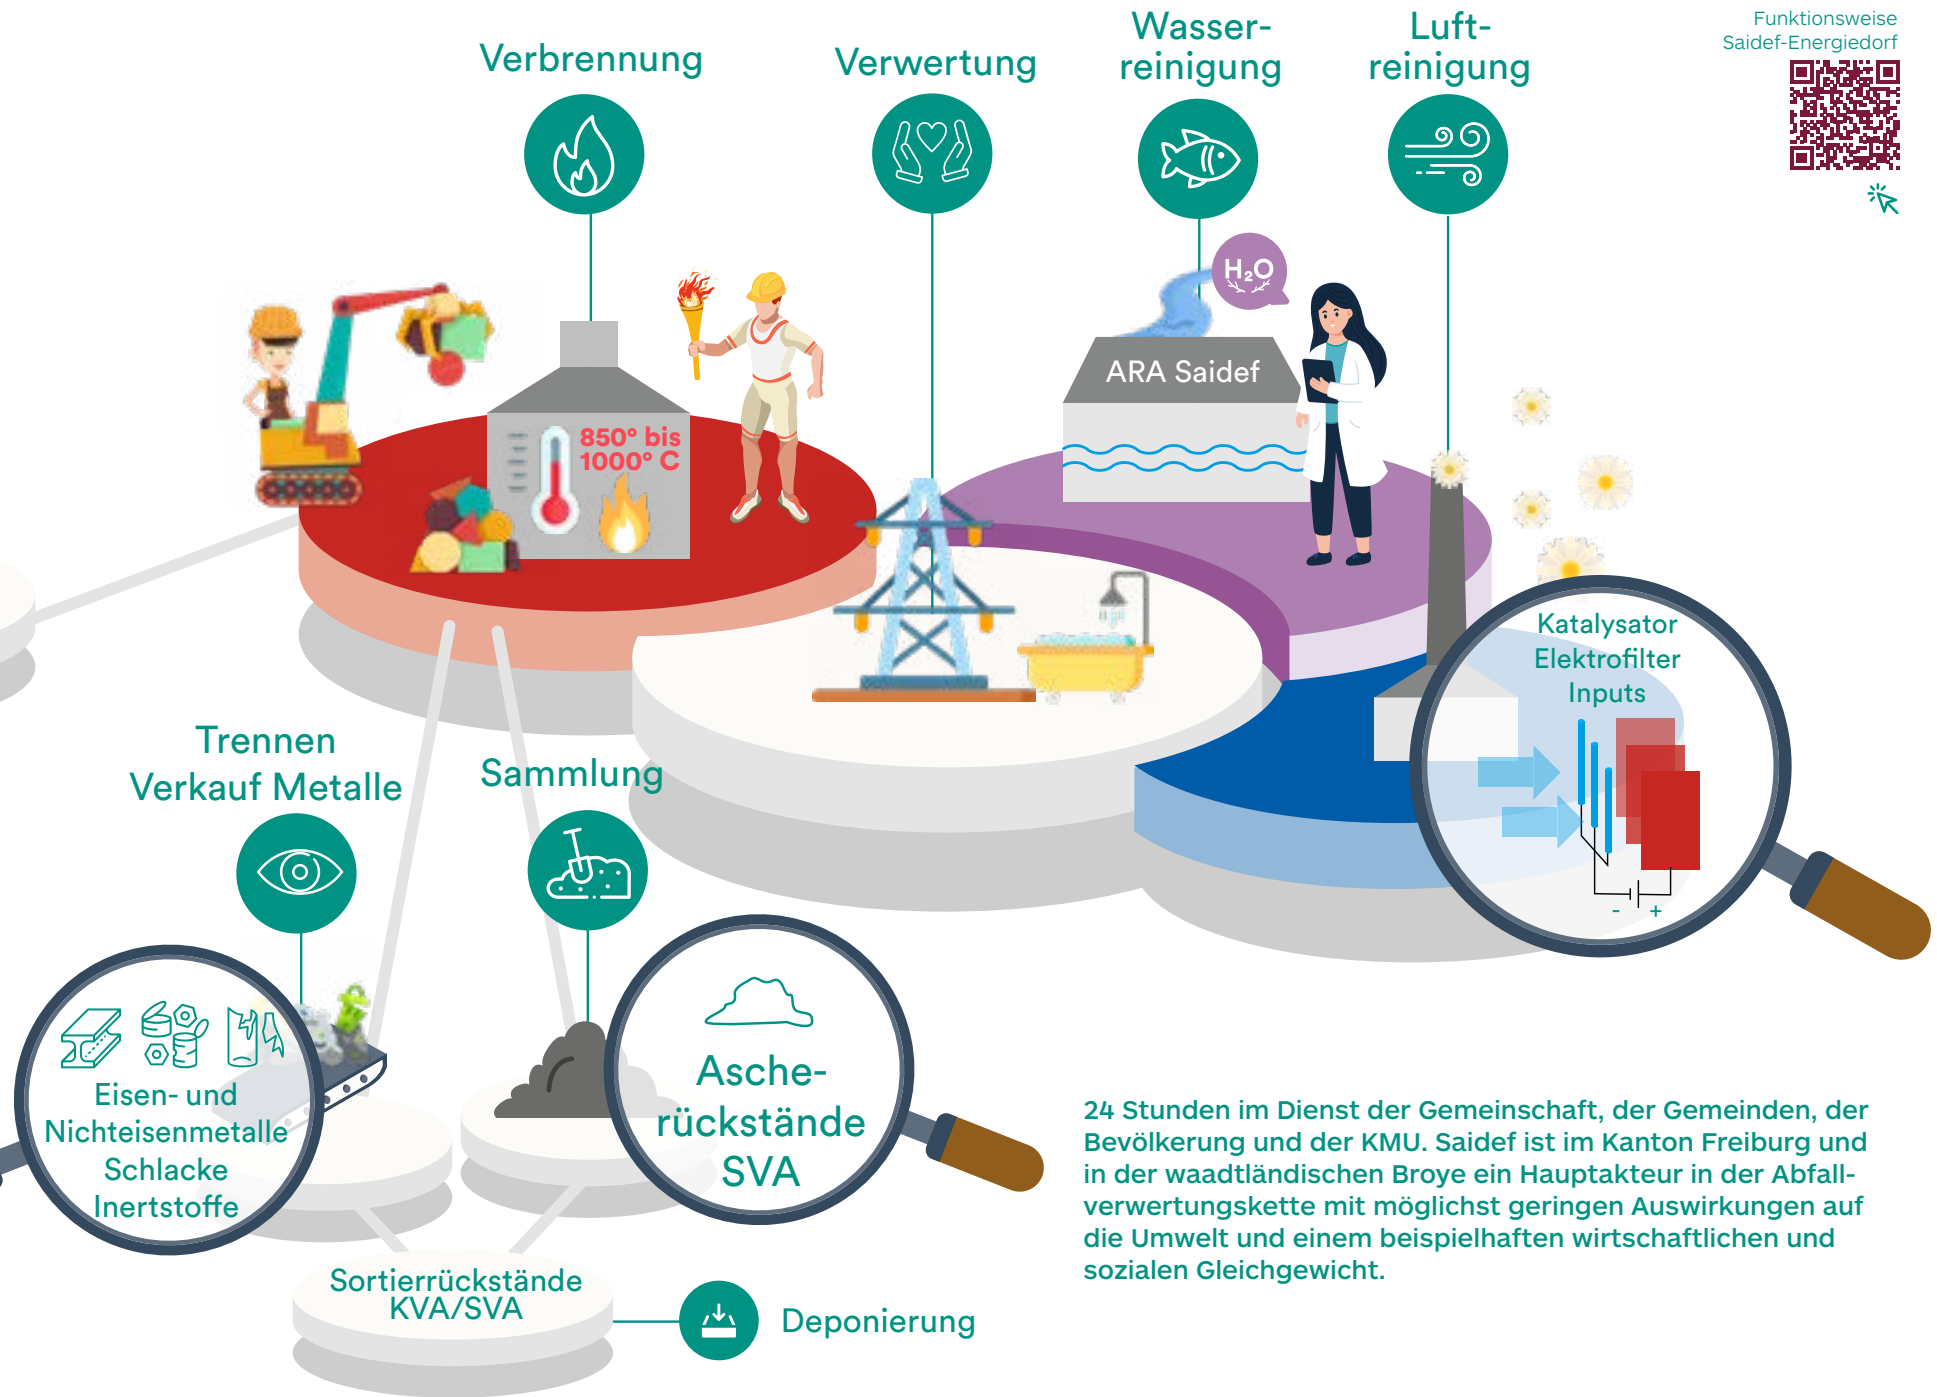 Funktionsweise
Saidef-Energiedorf
Verbrennung
Verwertung
Wasser-
reinigung
Luft-
reinigung
H₂O
ARA Saidef
850° bis
1000° C
Katalysator
Elektrofilter
Inputs
- +
Trennen
Verkauf Metalle
Sammlung
Eisen- und
Nichteisenmetalle
Schlacke
Inertstoffe
Asche-
rückstände
SVA
24 Stunden im Dienst der Gemeinschaft, der Gemeinden, der
Bevölkerung und der KMU. Saidef ist im Kanton Freiburg und
in der waadtländischen Broye ein Hauptakteur in der Abfall-
verwertungskette mit möglichst geringen Auswirkungen auf
die Umwelt und einem beispielhaften wirtschaftlichen und
sozialen Gleichgewicht.
Sortierrückstände
KVA/SVA
Deponierung